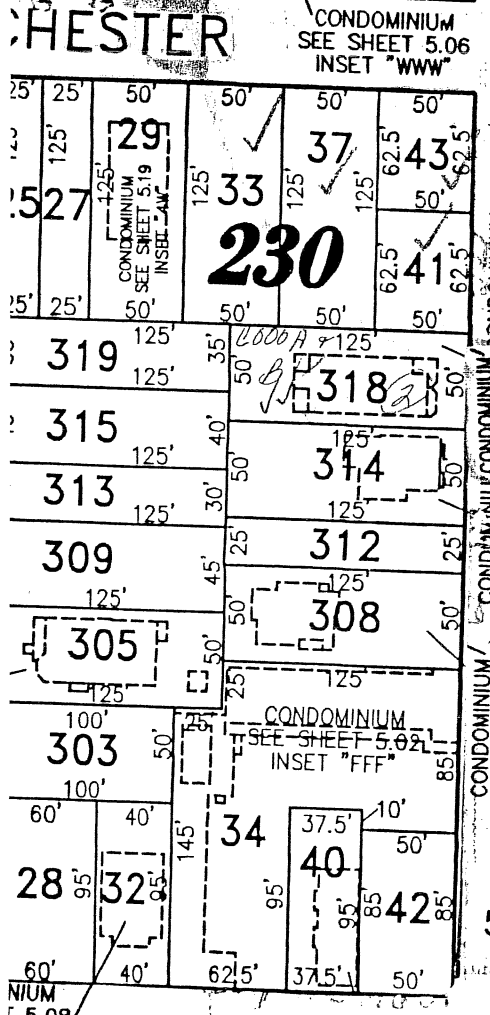 CHESTER
CONDOMINIUM
SEE SHEET 5.06
INSET "WWW"
25' 25' 50' 50' 50' 50'
29 37 43
125' 125' 125' 125' 125' 62.5' 62.5'
CONDOMINIUM
SEE SHEET 5.19
INSET
25 27 33 50'
230
41
62.5' 62.5'
25' 25' 50' 50' 50'
319 125' 35' 125'
125' 50' 318 2 50'
315 40' 125'
125' 50' 314 50'
313 30' 125'
125' 25' 312 25'
309 45' 125'
125' 50' 308 50'
305 50'
125' 25' 125'
100' 25' CONDOMINIUM
303 50' SEE SHEET 5.02
INSET "FFF" 85'
100'
60' 40' 145' 34 37.5' 10'
40 50'
28 95' 32 95' 95' 95' 85' 42 85'
60' 40' 62.5' 37.5' 50'
CONDOMINIUM
CONDOMINIUM
CONDOMINIUM
NIUM
T 5.08